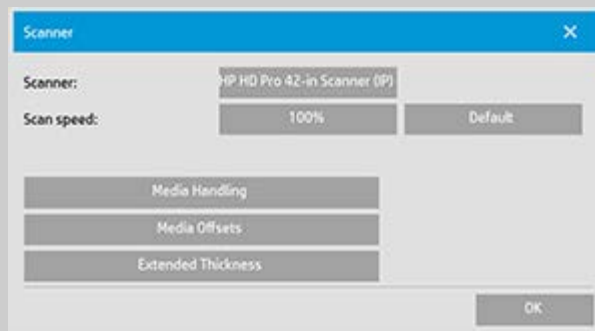 Scanner
Scanner: HP HD Pro 42-in Scanner (IP)
Scan speed: 100% Default
Media Handling
Media Offsets
Extended Thickness
OK